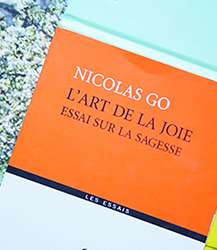 NICOLAS GO
L'ART DE LA JOIE
ESSAI SUR LA SAGESSE
LES ESSAIS